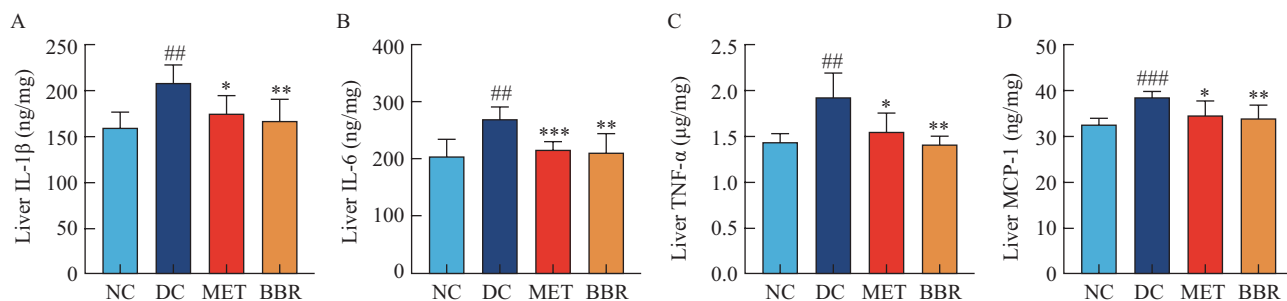 A
Liver IL-1β (ng/mg)
250
200
150
100
50
0
##
*
**
NC DC MET BBR
B
Liver IL-6 (ng/mg)
400
300
200
100
0
##
***
**
NC DC MET BBR
C
Liver TNF-α (μg/mg)
2.5
2.0
1.5
1.0
0.5
0.0
##
*
**
NC DC MET BBR
D
Liver MCP-1 (ng/mg)
50
40
30
20
10
0
###
*
**
NC DC MET BBR